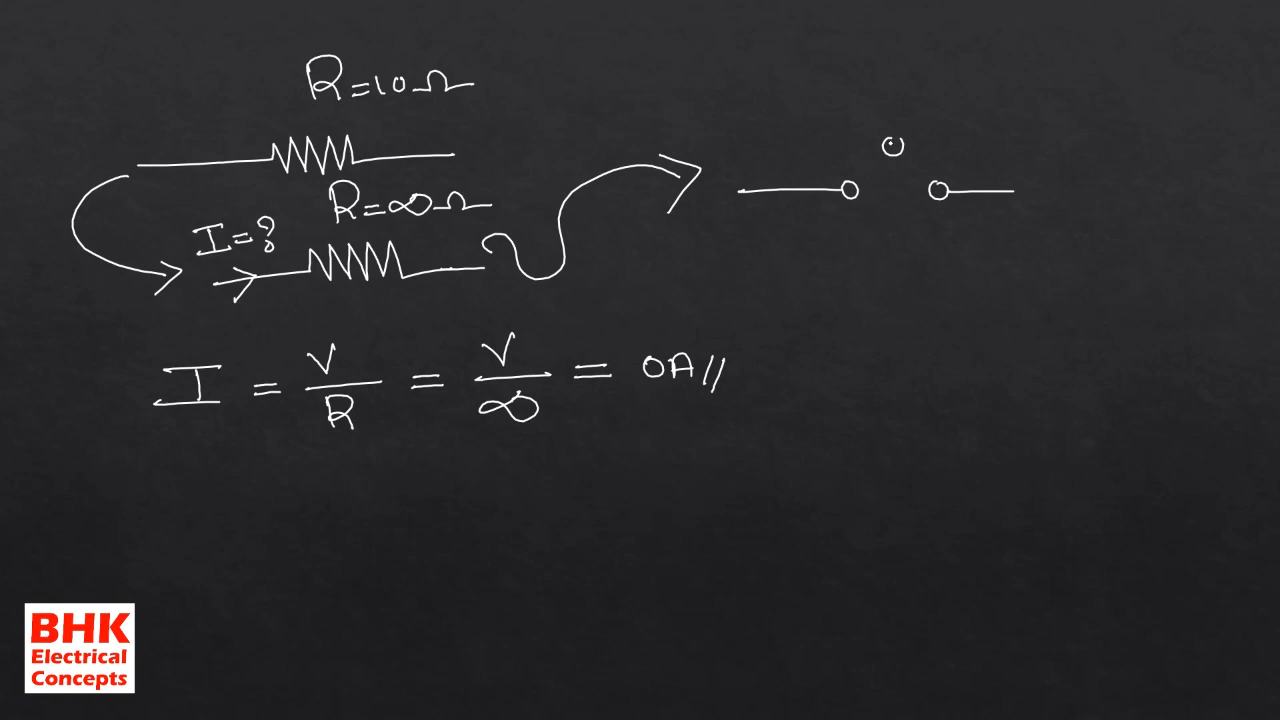 R=10Ω
R=∞Ω
I=?
I = V/R = V/∞ = 0A//
BHK
Electrical
Concepts